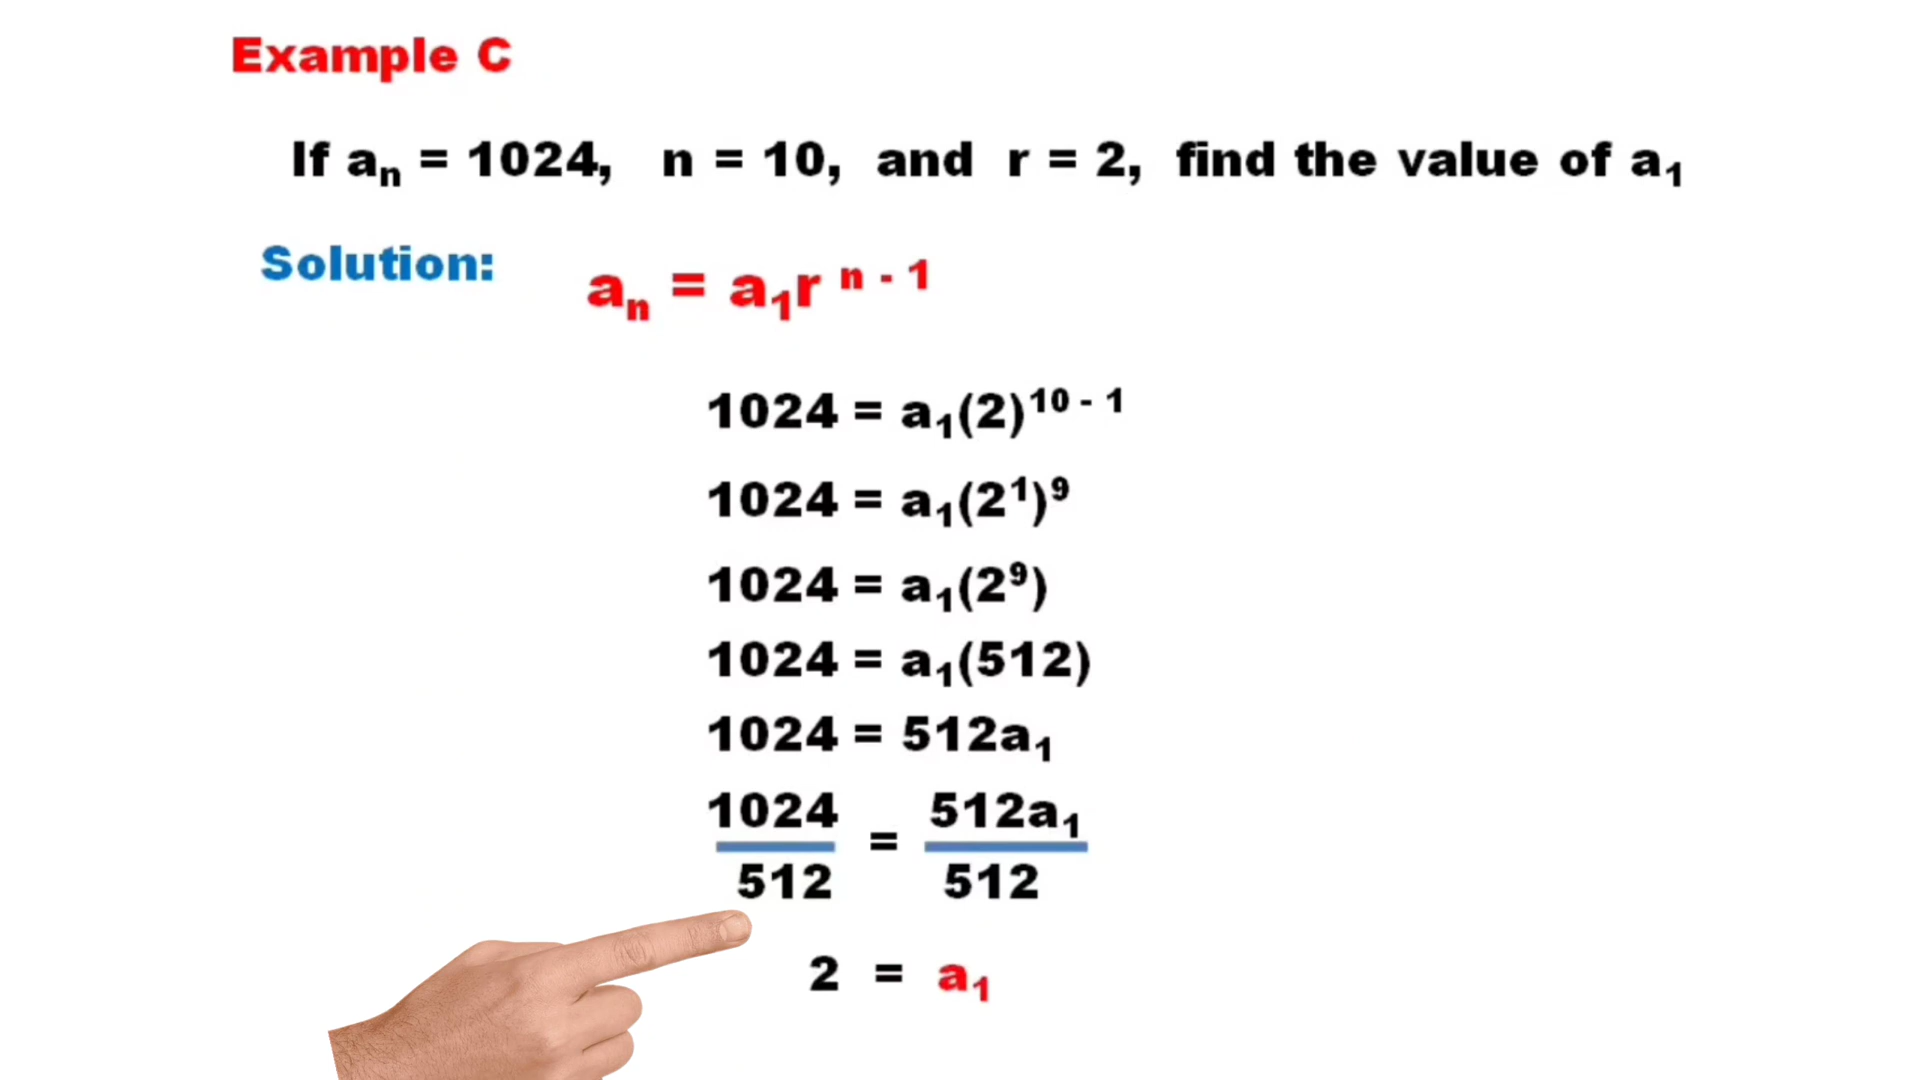 Example C
If aₙ = 1024, n = 10, and r = 2, find the value of a₁
Solution:
aₙ = a₁r ⁿ ⁻ ¹
1024 = a₁(2)¹⁰ ⁻ ¹
1024 = a₁(2¹)⁹
1024 = a₁(2⁹)
1024 = a₁(512)
1024 = 512a₁
1024 = 512a₁
512 512
2 = a₁